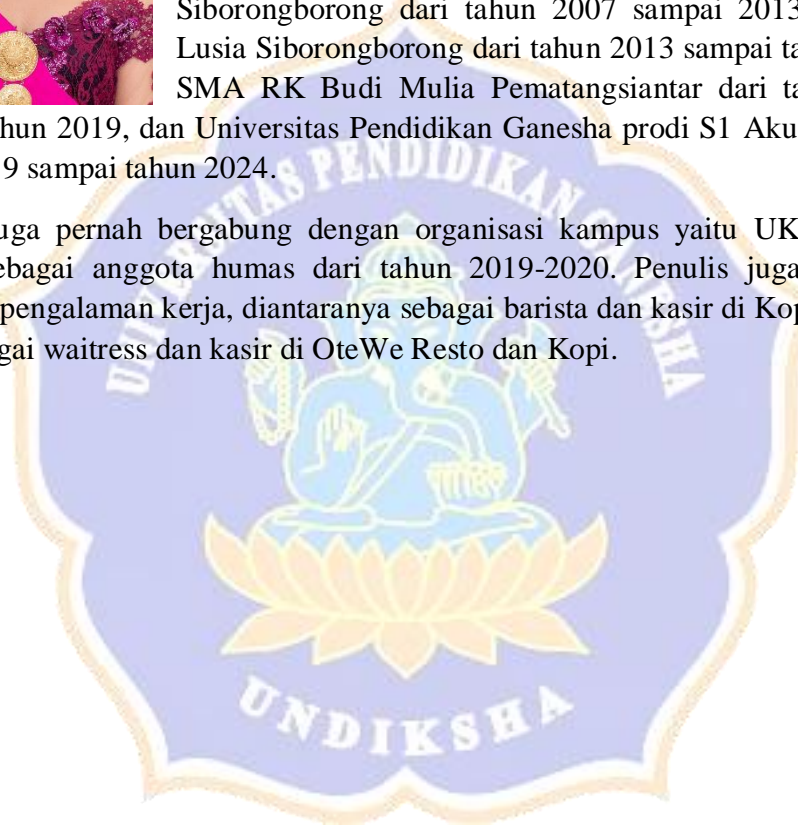 Siborongborong dari tahun 2007 sampai 2013
Lusia Siborongborong dari tahun 2013 sampai ta
SMA RK Budi Mulia Pematangsiantar dari ta
hun 2019, dan Universitas Pendidikan Ganesha prodi S1 Aku
9 sampai tahun 2024.
uga pernah bergabung dengan organisasi kampus yaitu UK
ebagai anggota humas dari tahun 2019-2020. Penulis juga
pengalaman kerja, diantaranya sebagai barista dan kasir di Kop
gai waitress dan kasir di OteWe Resto dan Kopi.
UNIVERSITAS PENDIDIKAN GANESHA
UNDIKSHA